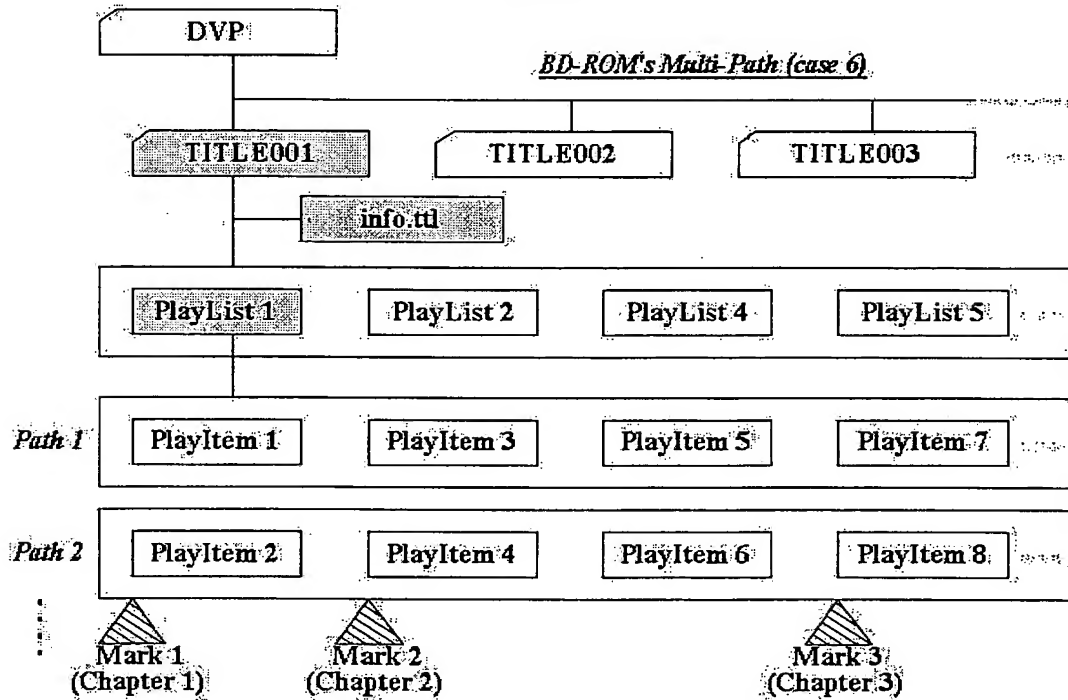 DVP
BD-ROM's Multi-Path (case 6)
TITLE001
TITLE002
TITLE003
info.ttl
PlayList 1
PlayList 2
PlayList 4
PlayList 5
Path 1
PlayItem 1
PlayItem 3
PlayItem 5
PlayItem 7
Path 2
PlayItem 2
PlayItem 4
PlayItem 6
PlayItem 8
Mark 1
(Chapter 1)
Mark 2
(Chapter 2)
Mark 3
(Chapter 3)